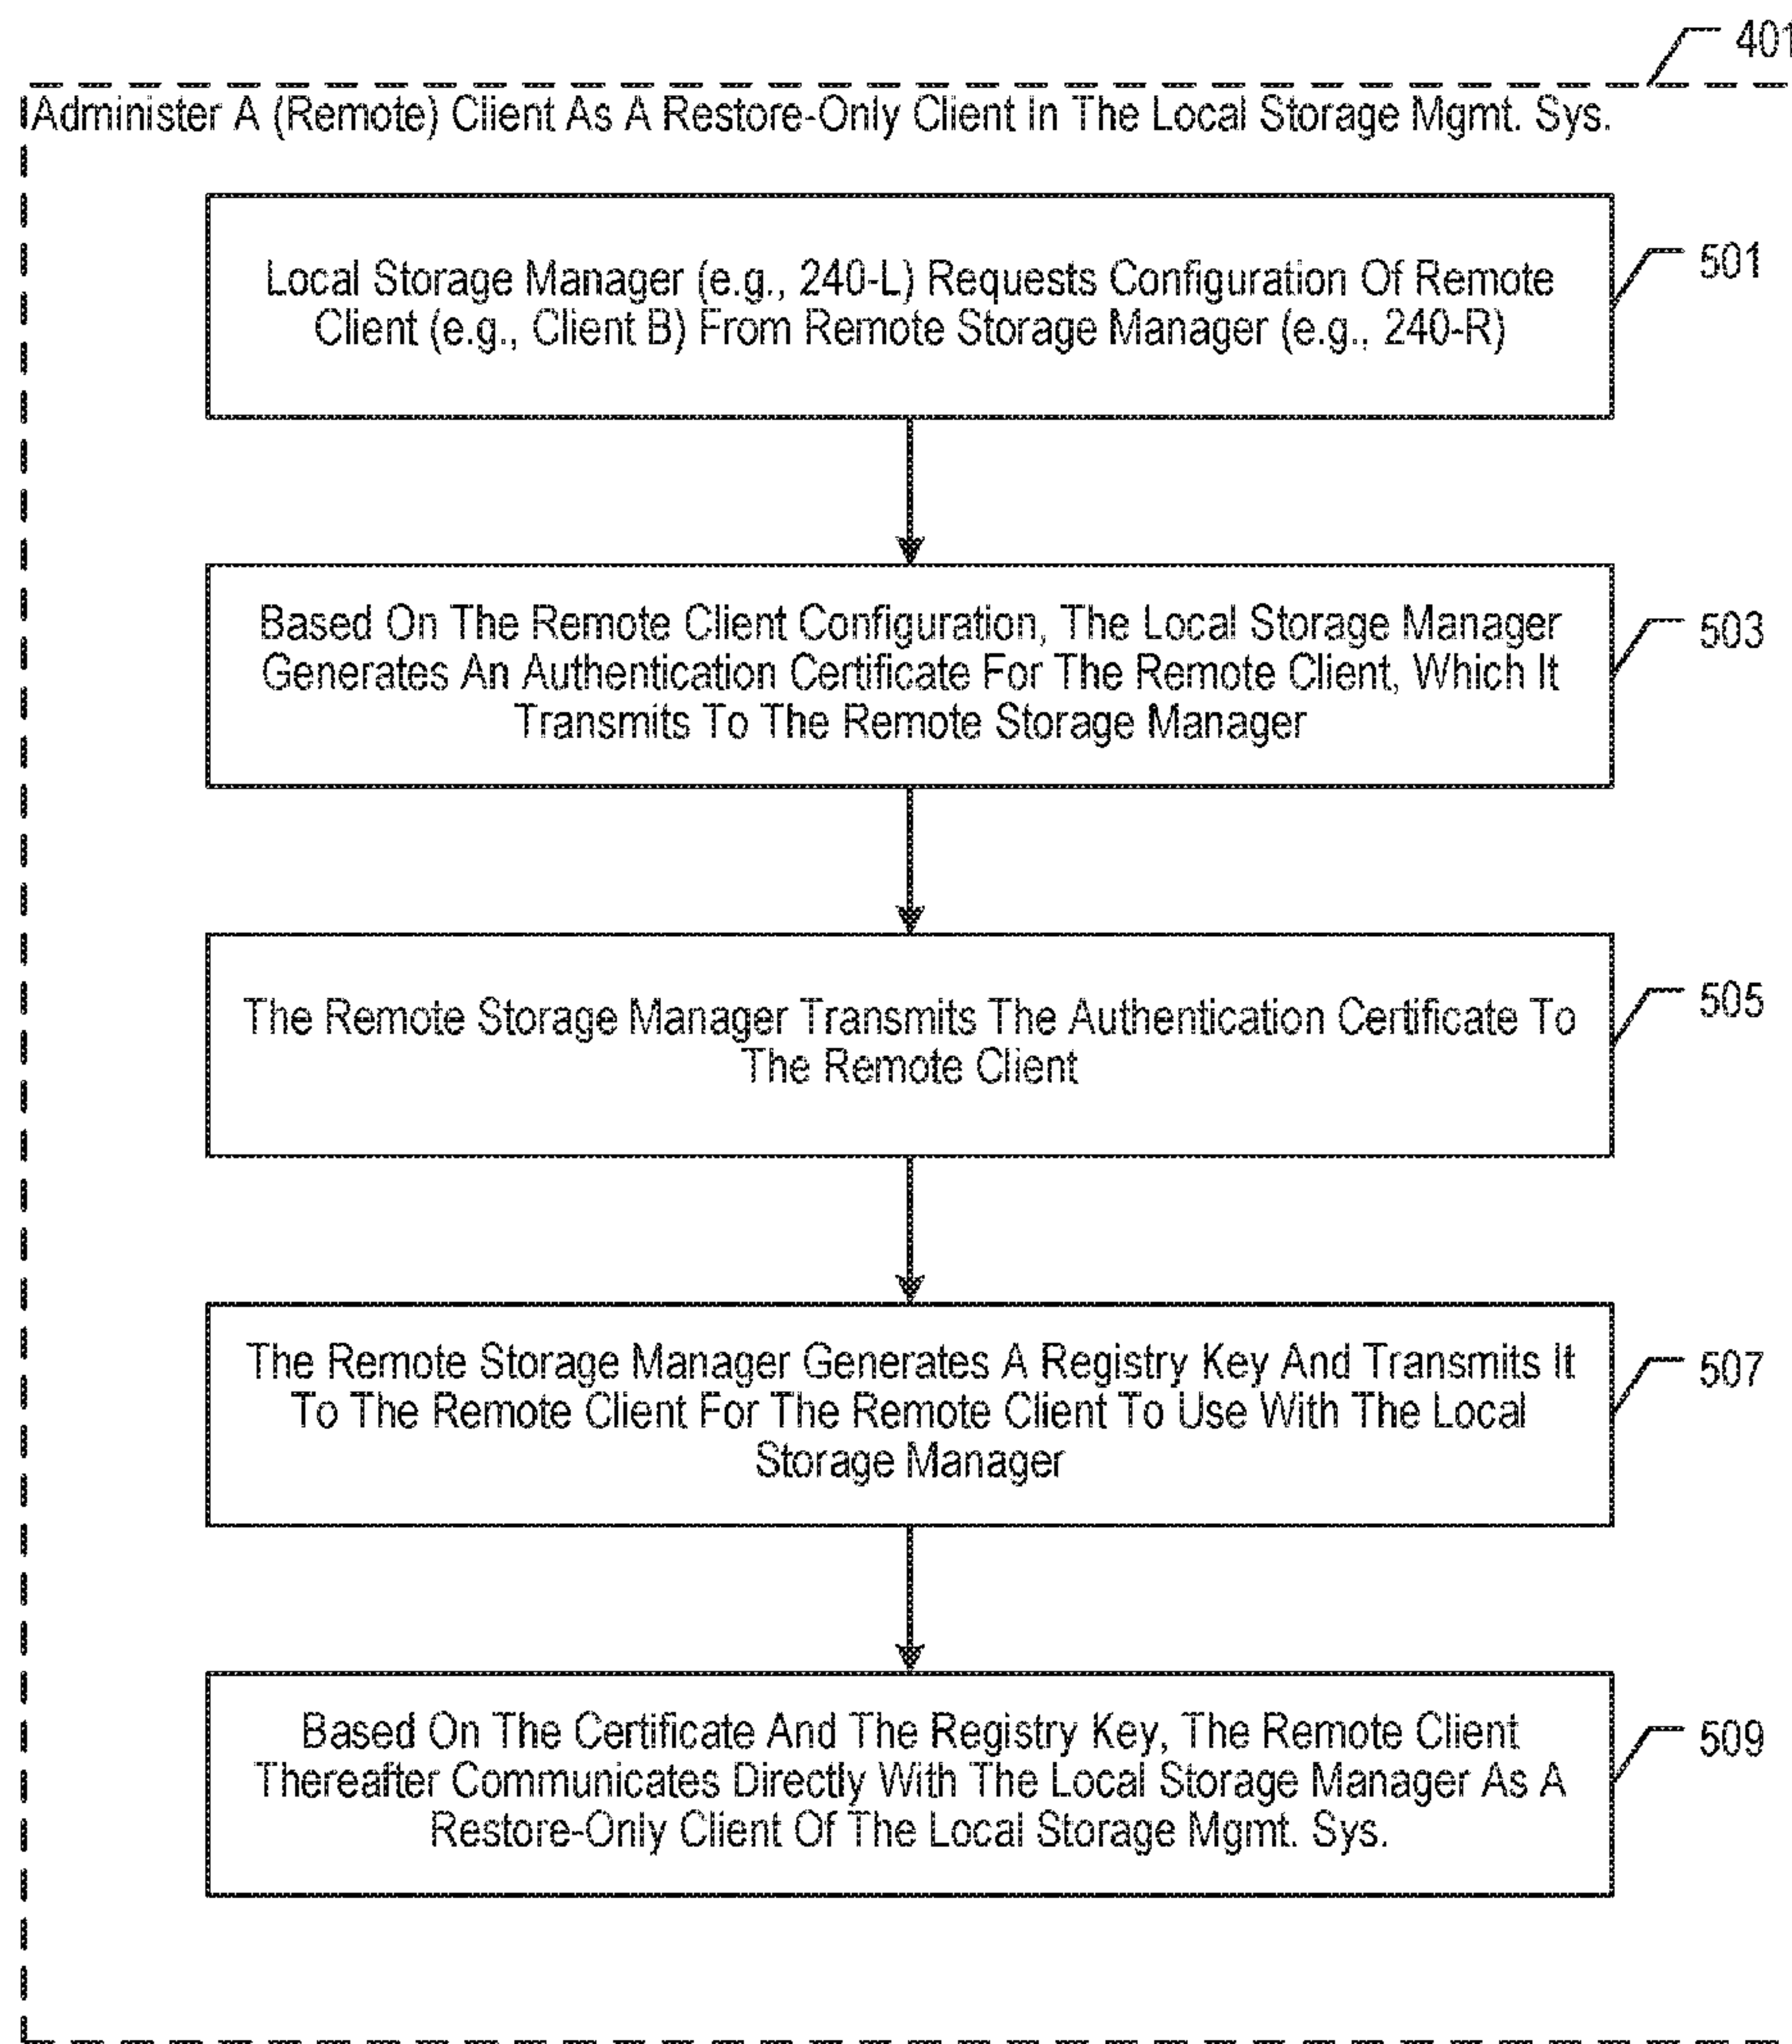 401
Administer A (Remote) Client As A Restore-Only Client In The Local Storage Mgmt. Sys.
Local Storage Manager (e.g., 240-L) Requests Configuration Of Remote
Client (e.g., Client B) From Remote Storage Manager (e.g., 240-R)
501
Based On The Remote Client Configuration, The Local Storage Manager
Generates An Authentication Certificate For The Remote Client, Which It
Transmits To The Remote Storage Manager
503
The Remote Storage Manager Transmits The Authentication Certificate To
The Remote Client
505
The Remote Storage Manager Generates A Registry Key And Transmits It
To The Remote Client For The Remote Client To Use With The Local
Storage Manager
507
Based On The Certificate And The Registry Key, The Remote Client
Thereafter Communicates Directly With The Local Storage Manager As A
Restore-Only Client Of The Local Storage Mgmt. Sys.
509